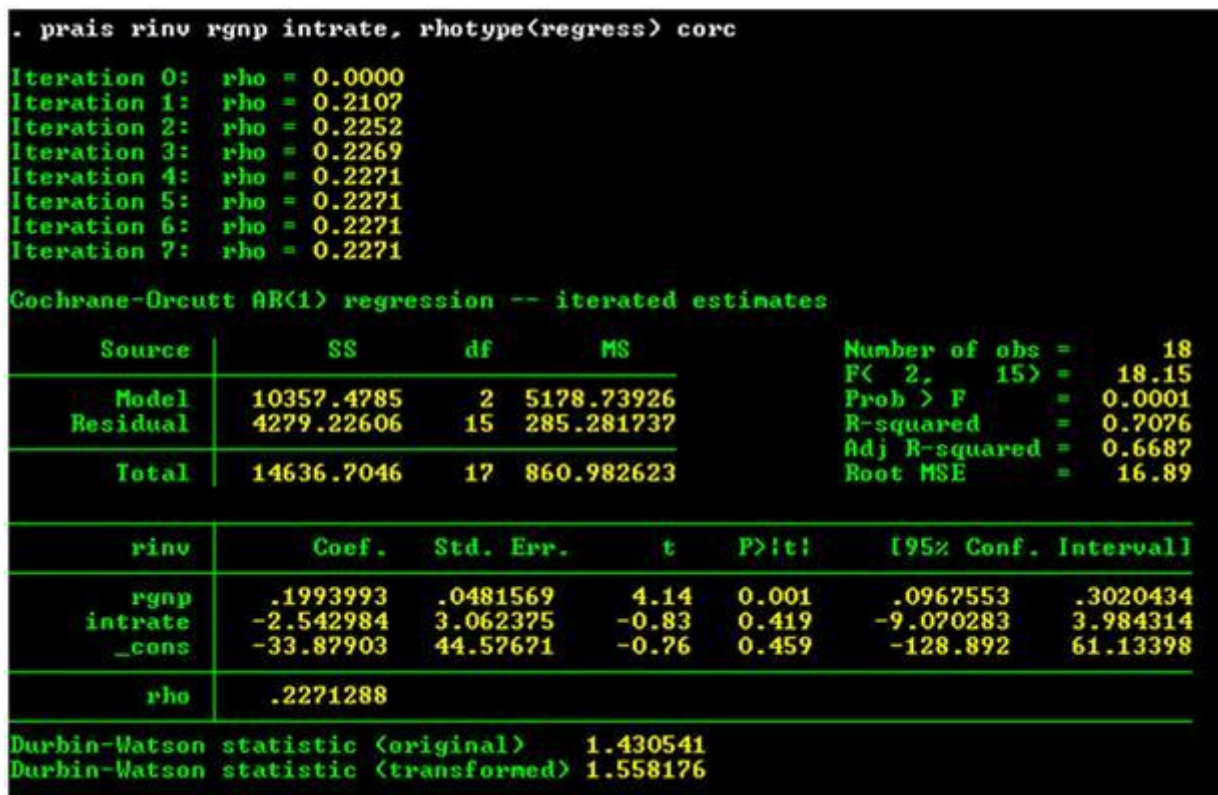 . prais rinv rgnp intrate, rhotype(regress) corc
Iteration 0: rho = 0.0000
Iteration 1: rho = 0.2107
Iteration 2: rho = 0.2252
Iteration 3: rho = 0.2269
Iteration 4: rho = 0.2271
Iteration 5: rho = 0.2271
Iteration 6: rho = 0.2271
Iteration 7: rho = 0.2271
Cochrane-Orcutt AR(1) regression -- iterated estimates
Source SS df MS Number of obs = 18
F( 2, 15) = 18.15
Model 10357.4785 2 5178.73926 Prob > F = 0.0001
Residual 4279.22606 15 285.281737 R-squared = 0.7076
Adj R-squared = 0.6687
Total 14636.7046 17 860.982623 Root MSE = 16.89
rinv Coef. Std. Err. t P>|t| [95% Conf. Interval]
rgnp .1993993 .0481569 4.14 0.001 .0967553 .3020434
intrate -2.542984 3.062375 -0.83 0.419 -9.070283 3.984314
_cons -33.87903 44.57671 -0.76 0.459 -128.892 61.13398
rho .2271288
Durbin-Watson statistic (original) 1.430541
Durbin-Watson statistic (transformed) 1.558176